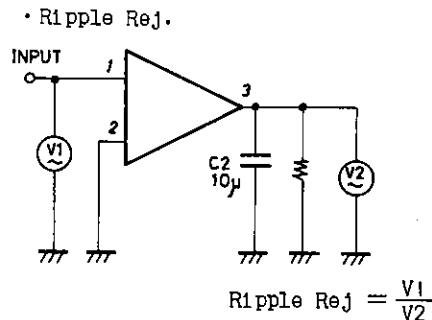 · Ripple Rej.
INPUT
1
3
2
V1
C2
10μ
V2
Ripple Rej = V1
V2